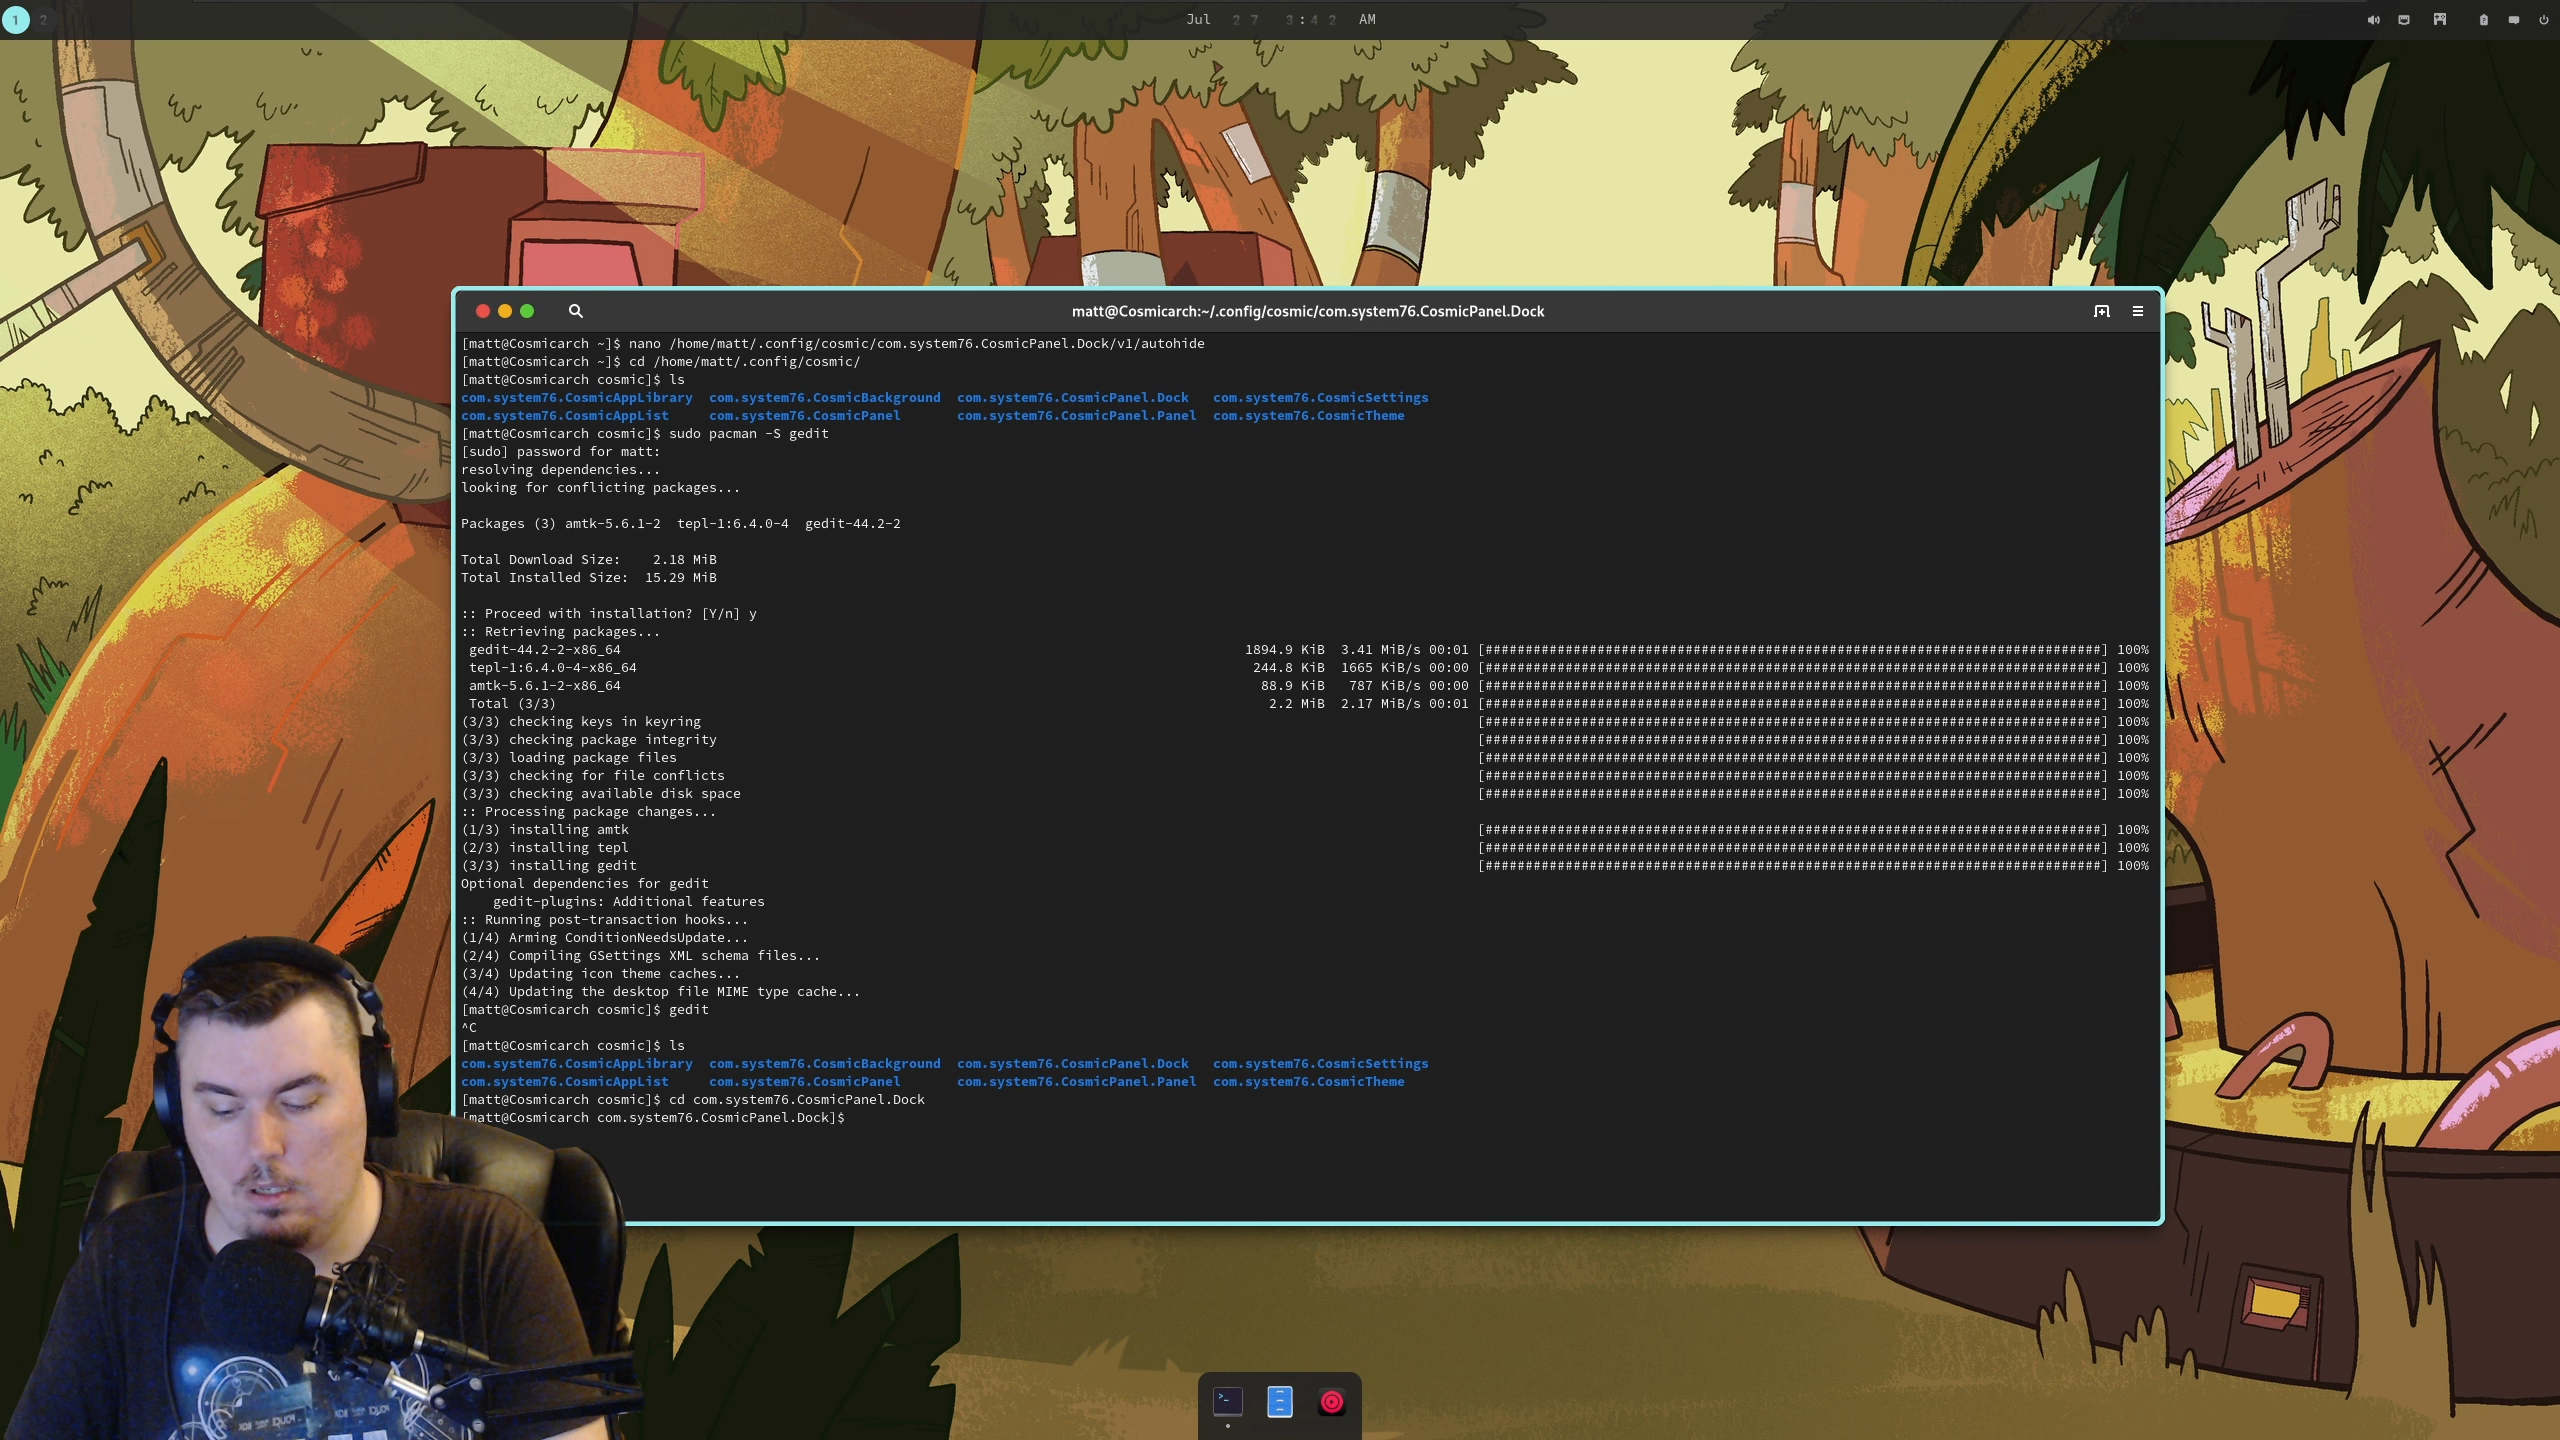 1 2
Jul 27 3:42 AM
matt@Cosmicarch:~/.config/cosmic/com.system76.CosmicPanel.Dock
[matt@Cosmicarch ~]$ nano /home/matt/.config/cosmic/com.system76.CosmicPanel.Dock/v1/autohide
[matt@Cosmicarch ~]$ cd /home/matt/.config/cosmic/
[matt@Cosmicarch cosmic]$ ls
com.system76.CosmicAppLibrary com.system76.CosmicBackground com.system76.CosmicPanel.Dock com.system76.CosmicSettings
com.system76.CosmicAppList com.system76.CosmicPanel com.system76.CosmicPanel.Panel com.system76.CosmicTheme
[matt@Cosmicarch cosmic]$ sudo pacman -S gedit
[sudo] password for matt:
resolving dependencies...
looking for conflicting packages...
Packages (3) amtk-5.6.1-2 tepl-1:6.4.0-4 gedit-44.2-2
Total Download Size: 2.18 MiB
Total Installed Size: 15.29 MiB
:: Proceed with installation? [Y/n] y
:: Retrieving packages...
gedit-44.2-2-x86_64 1894.9 KiB 3.41 MiB/s 00:01 [#############################################################################] 100%
tepl-1:6.4.0-4-x86_64 244.8 KiB 1665 KiB/s 00:00 [#############################################################################] 100%
amtk-5.6.1-2-x86_64 88.9 KiB 787 KiB/s 00:00 [#############################################################################] 100%
Total (3/3) 2.2 MiB 2.17 MiB/s 00:01 [#############################################################################] 100%
(3/3) checking keys in keyring [#############################################################################] 100%
(3/3) checking package integrity [#############################################################################] 100%
(3/3) loading package files [#############################################################################] 100%
(3/3) checking for file conflicts [#############################################################################] 100%
(3/3) checking available disk space [#############################################################################] 100%
:: Processing package changes...
(1/3) installing amtk [#############################################################################] 100%
(2/3) installing tepl [#############################################################################] 100%
(3/3) installing gedit [#############################################################################] 100%
Optional dependencies for gedit
gedit-plugins: Additional features
:: Running post-transaction hooks...
(1/4) Arming ConditionNeedsUpdate...
(2/4) Compiling GSettings XML schema files...
(3/4) Updating icon theme caches...
(4/4) Updating the desktop file MIME type cache...
[matt@Cosmicarch cosmic]$ gedit
^C
[matt@Cosmicarch cosmic]$ ls
com.system76.CosmicAppLibrary com.system76.CosmicBackground com.system76.CosmicPanel.Dock com.system76.CosmicSettings
com.system76.CosmicAppList com.system76.CosmicPanel com.system76.CosmicPanel.Panel com.system76.CosmicTheme
[matt@Cosmicarch cosmic]$ cd com.system76.CosmicPanel.Dock
[matt@Cosmicarch com.system76.CosmicPanel.Dock]$